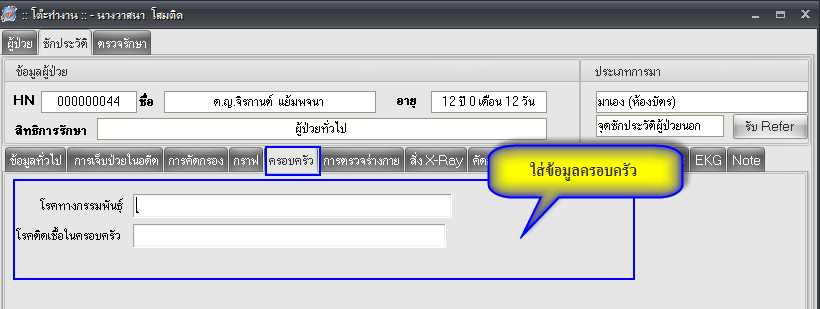 :: โต๊ะทำงาน :: - นางวาสนา โสมติด
ผู้ป่วย ซักประวัติ ตรวจรักษา
ข้อมูลผู้ป่วย ประเภทการมา
HN 000000044 ชื่อ ด.ญ.จิรกานต์ แย้มพจนา อายุ 12 ปี 0 เดือน 12 วัน มาเอง (ห้องบัตร)
สิทธิการรักษา ผู้ป่วยทั่วไป จุดซักประวัติผู้ป่วยนอก รับ Refer
ข้อมูลทั่วไป การเจ็บป่วยในอดีต การคัดกรอง กราฟ ครอบครัว การตรวจร่างกาย สั่ง X-Ray EKG Note
ใส่ข้อมูลครอบครัว
โรคทางกรรมพันธุ์
โรคติดเชื้อในครอบครัว